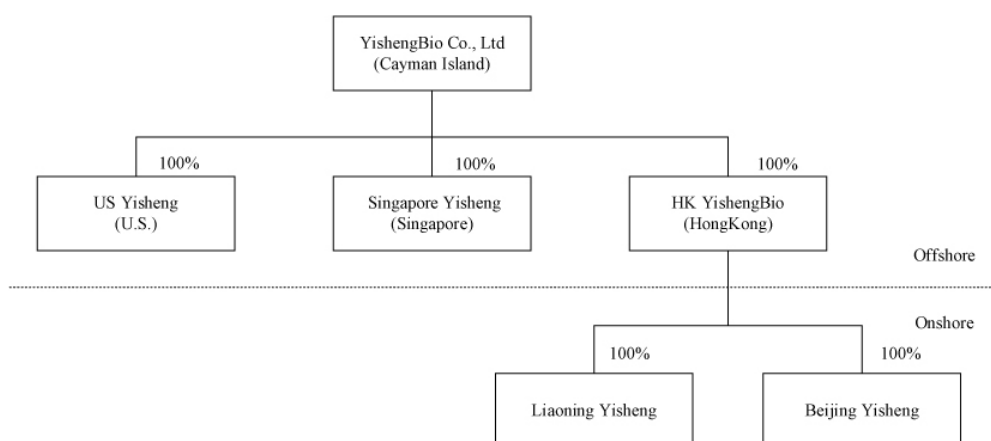 YishengBio Co., Ltd
(Cayman Island)
100%
100%
100%
US Yisheng
(U.S.)
Singapore Yisheng
(Singapore)
HK YishengBio
(HongKong)
Offshore
Onshore
100%
100%
Liaoning Yisheng
Beijing Yisheng